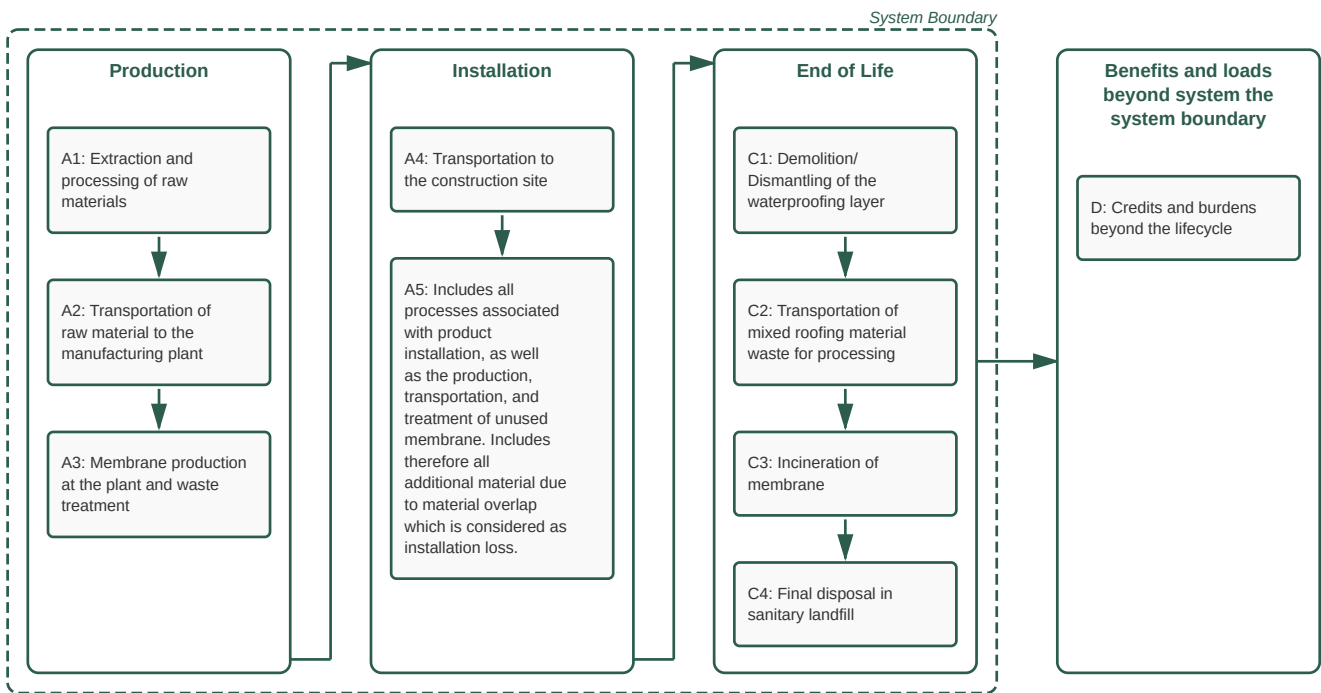 System Boundary
Production
A1: Extraction and
processing of raw
materials
A2: Transportation of
raw material to the
manufacturing plant
A3: Membrane production
at the plant and waste
treatment
Installation
A4: Transportation to
the construction site
A5: Includes all
processes associated
with product
installation, as well
as the production,
transportation, and
treatment of unused
membrane. Includes
therefore all
additional material due
to material overlap
which is considered as
installation loss.
End of Life
C1: Demolition/
Dismantling of the
waterproofing layer
C2: Transportation of
mixed roofing material
waste for processing
C3: Incineration of
membrane
C4: Final disposal in
sanitary landfill
Benefits and loads
beyond system the
system boundary
D: Credits and burdens
beyond the lifecycle